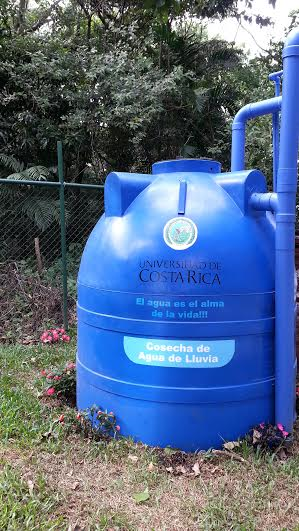 UNIVERSIDAD DE
COSTA RICA
El agua es el alma
de la vida!!!
Cosecha de
Agua de Lluvia